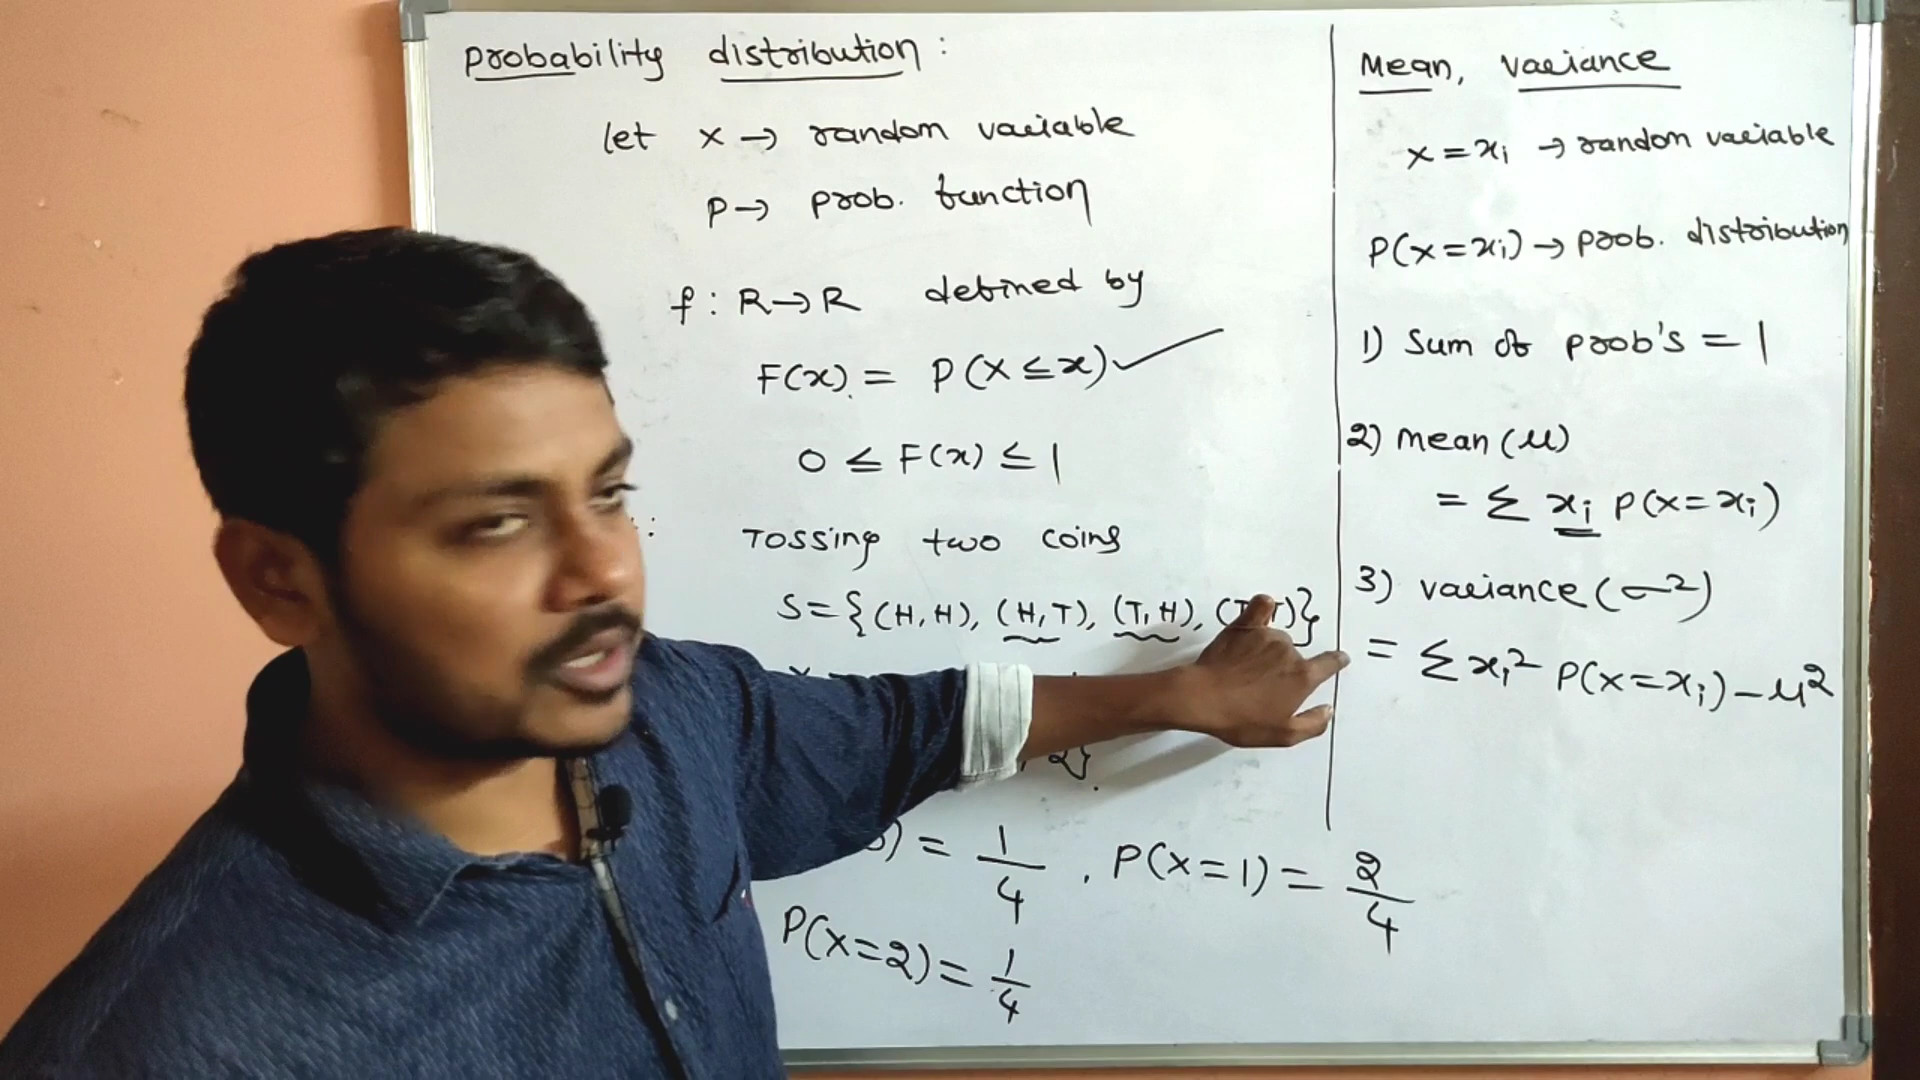 probability distribution :
let x → random variable
P → prob. function
f : R → R defined by
F(x) = P(X ≤ x) ✓
0 ≤ F(x) ≤ 1
: Tossing two coins
S = {(H,H), (H,T), (T,H), (T,T)}
, 2}.
) = 1/4 , P(X=1) = 2/4
P(X=2) = 1/4
Mean, variance
X = xi → random variable
P(X=xi) → prob. distribution
1) Sum of prob's = 1
2) Mean (μ)
= Σ xi P(X=xi)
3) variance (σ²)
= Σ xi² P(X=xi) - μ²